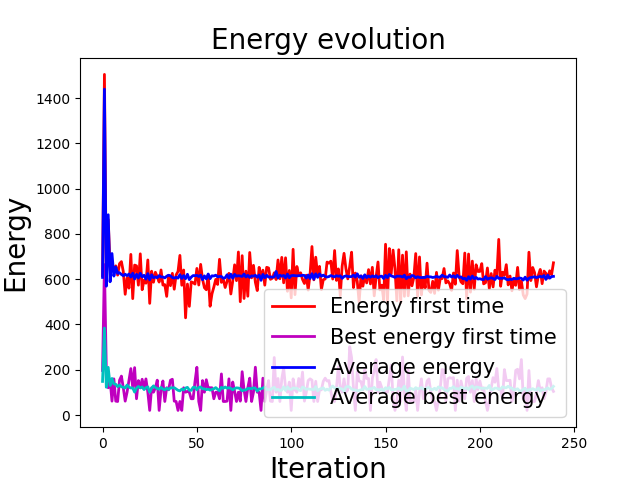 Energy evolution
Energy
1400
1200
1000
800
600
400
200
0
Energy first time
Best energy first time
Average energy
Average best energy
0 50 100 150 200 250
Iteration